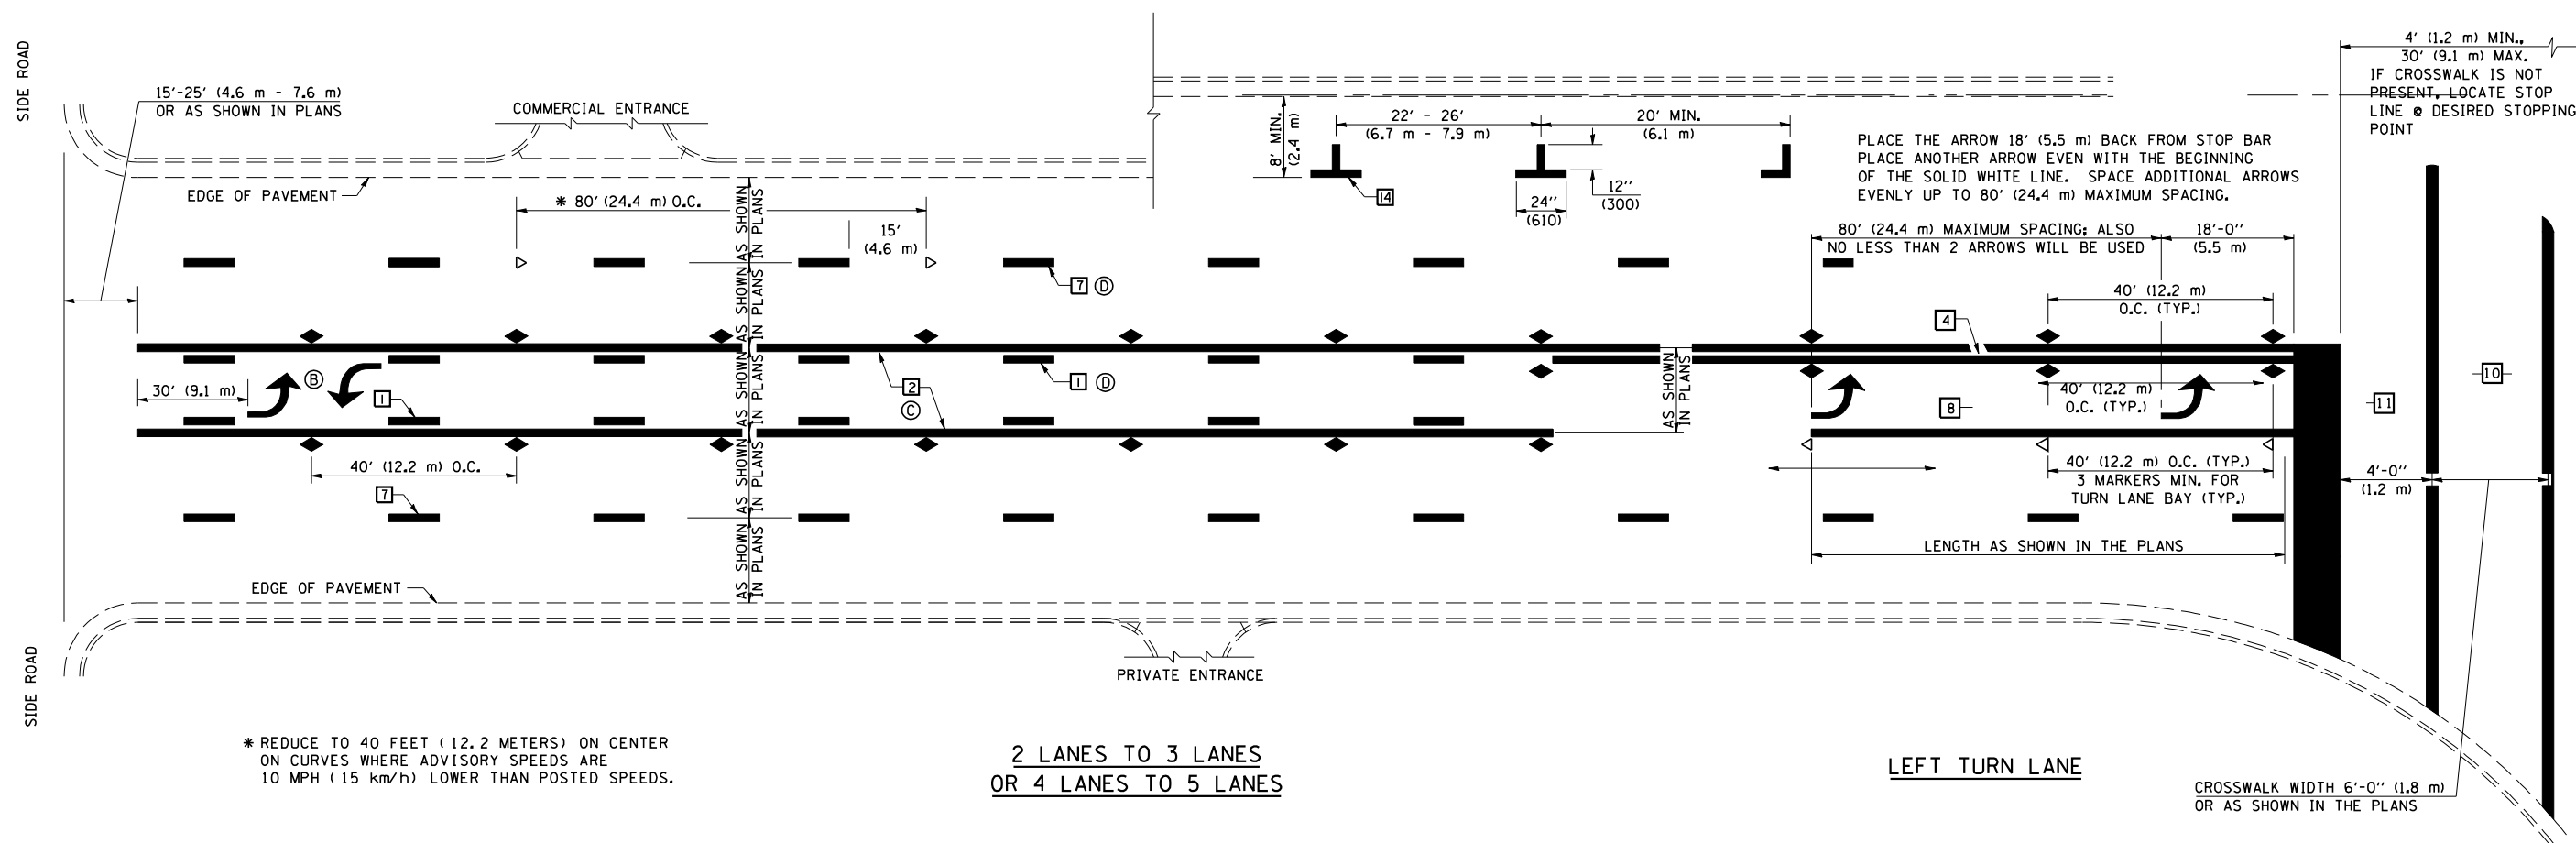 SIDE ROAD
15'-25' (4.6 m - 7.6 m)
OR AS SHOWN IN PLANS
COMMERCIAL ENTRANCE
EDGE OF PAVEMENT
* 80' (24.4 m) O.C.
15'
(4.6 m)
8' MIN.
(2.4 m)
22' - 26'
(6.7 m - 7.9 m)
20' MIN.
(6.1 m)
14
24''
(610)
12''
(300)
4' (1.2 m) MIN.,
30' (9.1 m) MAX.
IF CROSSWALK IS NOT
PRESENT, LOCATE STOP
LINE @ DESIRED STOPPING
POINT
PLACE THE ARROW 18' (5.5 m) BACK FROM STOP BAR
PLACE ANOTHER ARROW EVEN WITH THE BEGINNING
OF THE SOLID WHITE LINE. SPACE ADDITIONAL ARROWS
EVENLY UP TO 80' (24.4 m) MAXIMUM SPACING.
80' (24.4 m) MAXIMUM SPACING; ALSO
NO LESS THAN 2 ARROWS WILL BE USED
18'-0''
(5.5 m)
7 D
40' (12.2 m)
O.C. (TYP.)
4
AS SHOWN
IN PLANS
AS SHOWN
IN PLANS
AS SHOWN
IN PLANS
AS SHOWN
IN PLANS
AS SHOWN
IN PLANS
30' (9.1 m)
B
1
2
C
1 D
AS SHOWN
IN PLANS
40' (12.2 m)
O.C. (TYP.)
8
11
10
40' (12.2 m) O.C.
7
40' (12.2 m) O.C. (TYP.)
3 MARKERS MIN. FOR
TURN LANE BAY (TYP.)
4'-0''
(1.2 m)
LENGTH AS SHOWN IN THE PLANS
EDGE OF PAVEMENT
SIDE ROAD
PRIVATE ENTRANCE
* REDUCE TO 40 FEET (12.2 METERS) ON CENTER
ON CURVES WHERE ADVISORY SPEEDS ARE
10 MPH (15 km/h) LOWER THAN POSTED SPEEDS.
2 LANES TO 3 LANES
OR 4 LANES TO 5 LANES
LEFT TURN LANE
CROSSWALK WIDTH 6'-0'' (1.8 m)
OR AS SHOWN IN THE PLANS